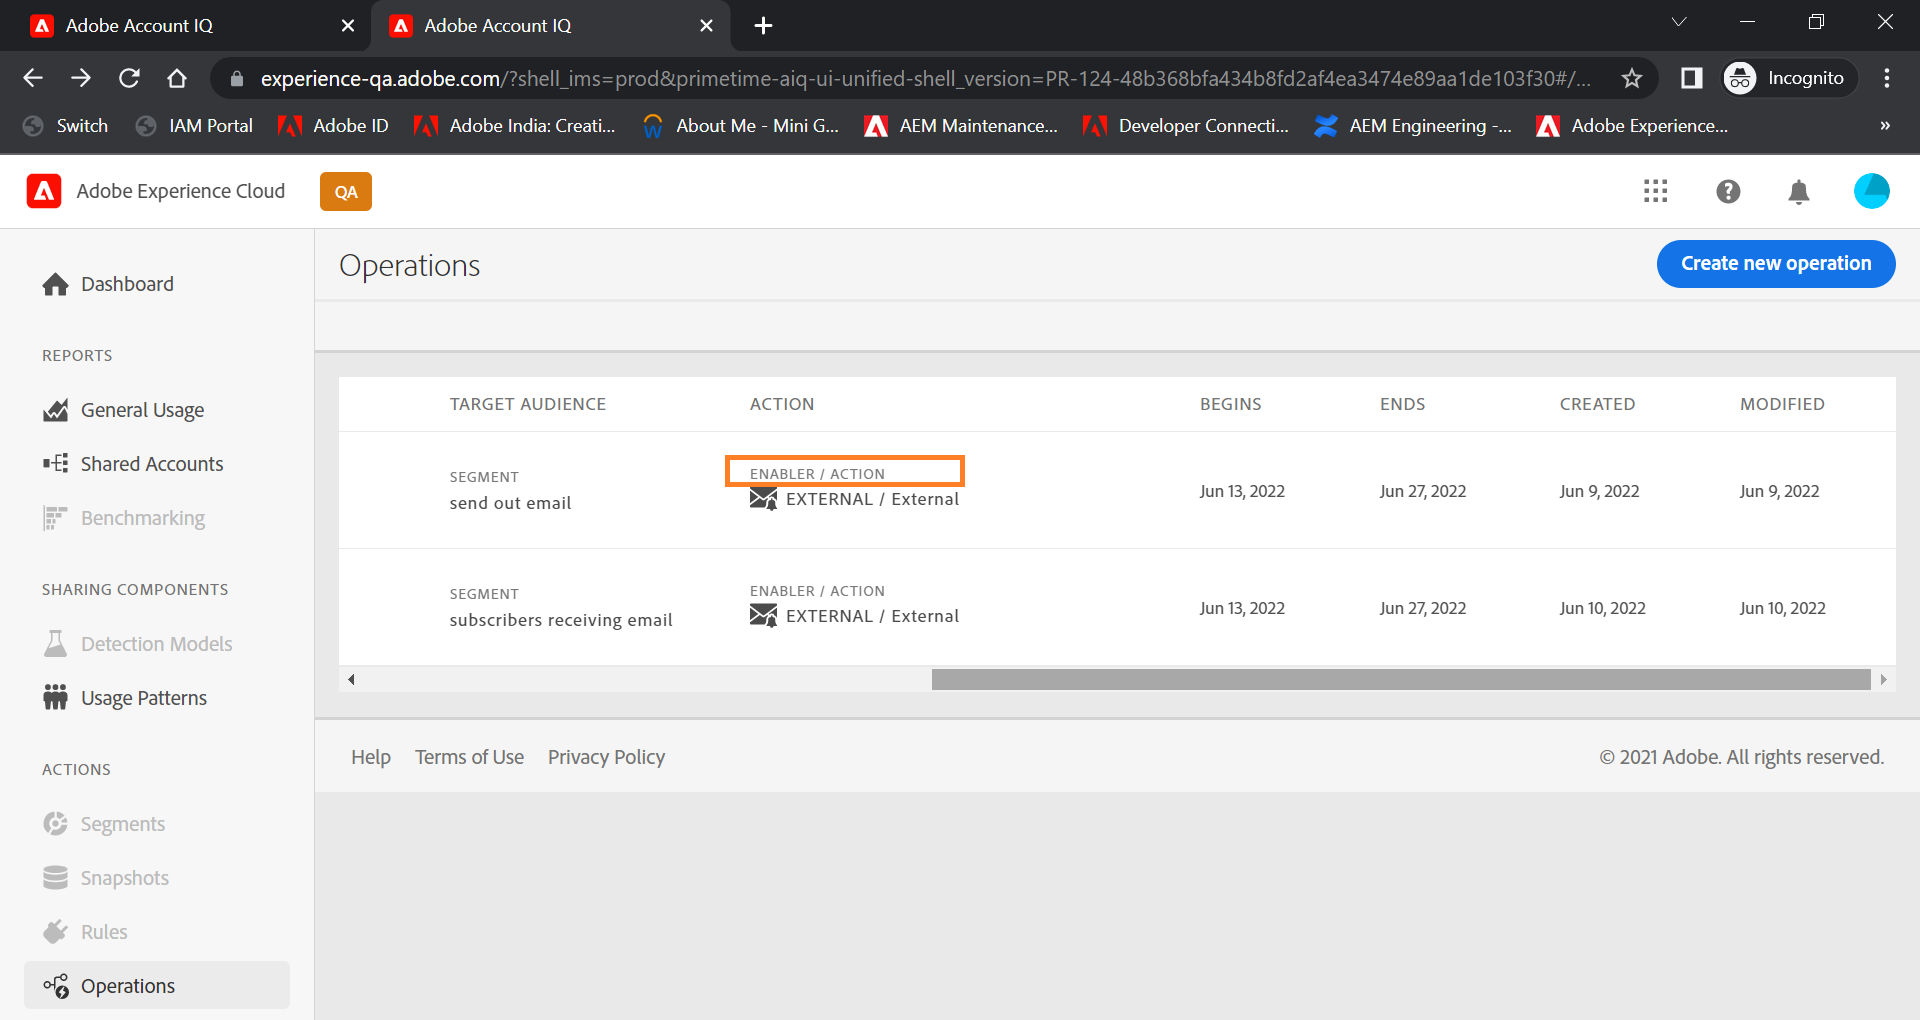 Adobe Account IQ
Adobe Account IQ
experience-qa.adobe.com/?shell_ims=prod&primetime-aiq-ui-unified-shell_version=PR-124-48b368bfa434b8fd2af4ea3474e89aa1de103f30#/...
Incognito
Switch
IAM Portal
Adobe ID
Adobe India: Creati...
About Me - Mini G...
AEM Maintenance...
Developer Connecti...
AEM Engineering -...
Adobe Experience...
»
Adobe Experience Cloud
QA
Dashboard
REPORTS
General Usage
Shared Accounts
Benchmarking
SHARING COMPONENTS
Detection Models
Usage Patterns
ACTIONS
Segments
Snapshots
Rules
Operations
Operations
Create new operation
TARGET AUDIENCE ACTION BEGINS ENDS CREATED MODIFIED
SEGMENT
send out email
ENABLER / ACTION
EXTERNAL / External
Jun 13, 2022
Jun 27, 2022
Jun 9, 2022
Jun 9, 2022
SEGMENT
subscribers receiving email
ENABLER / ACTION
EXTERNAL / External
Jun 13, 2022
Jun 27, 2022
Jun 10, 2022
Jun 10, 2022
Help Terms of Use Privacy Policy
© 2021 Adobe. All rights reserved.